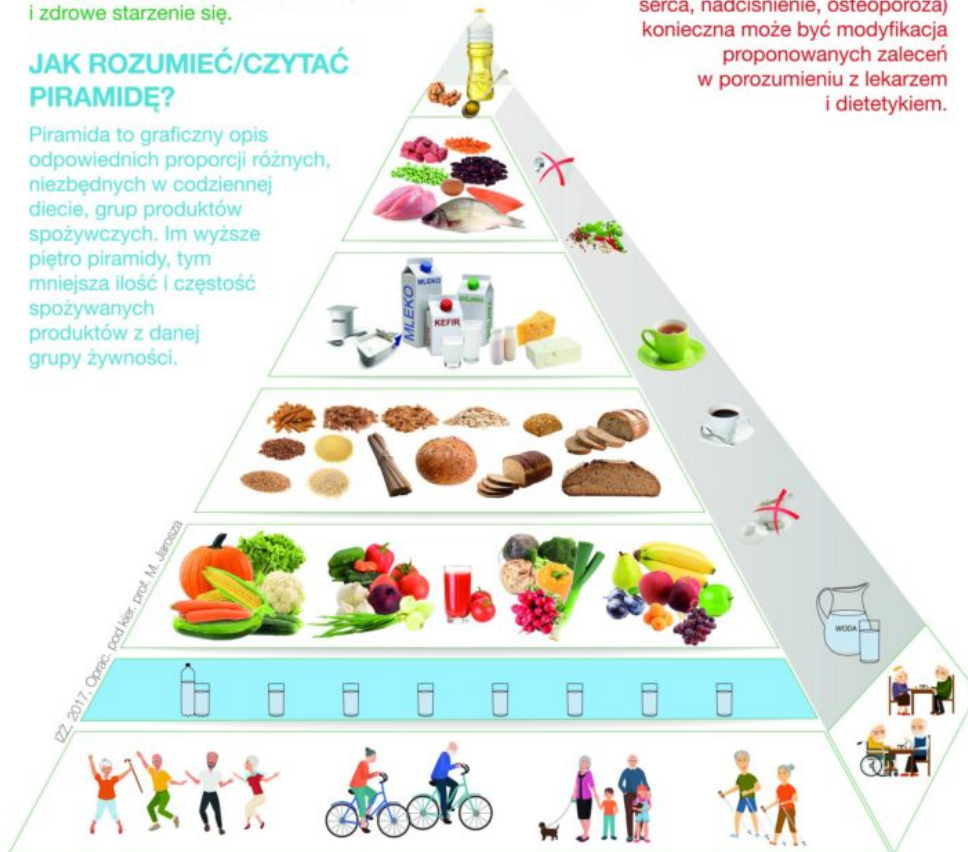 i zdrowe starzenie się.
JAK ROZUMIEĆ/CZYTAĆ
PIRAMIDĘ?
Piramida to graficzny opis
odpowiednich proporcji różnych,
niezbędnych w codziennej
diecie, grup produktów
spożywczych. Im wyższe
piętro piramidy, tym
mniejsza ilość i częstość
spożywanych
produktów z danej
grupy żywności.
serca, nadciśnienie, osteoporoza)
konieczna może być modyfikacja
proponowanych zaleceń
w porozumieniu z lekarzem
i dietetykiem.
MLEKO
MLEKO
KEFIR
WODA
IŻŻ, 2017, Oprac. pod kier. prof. M. Jarosza